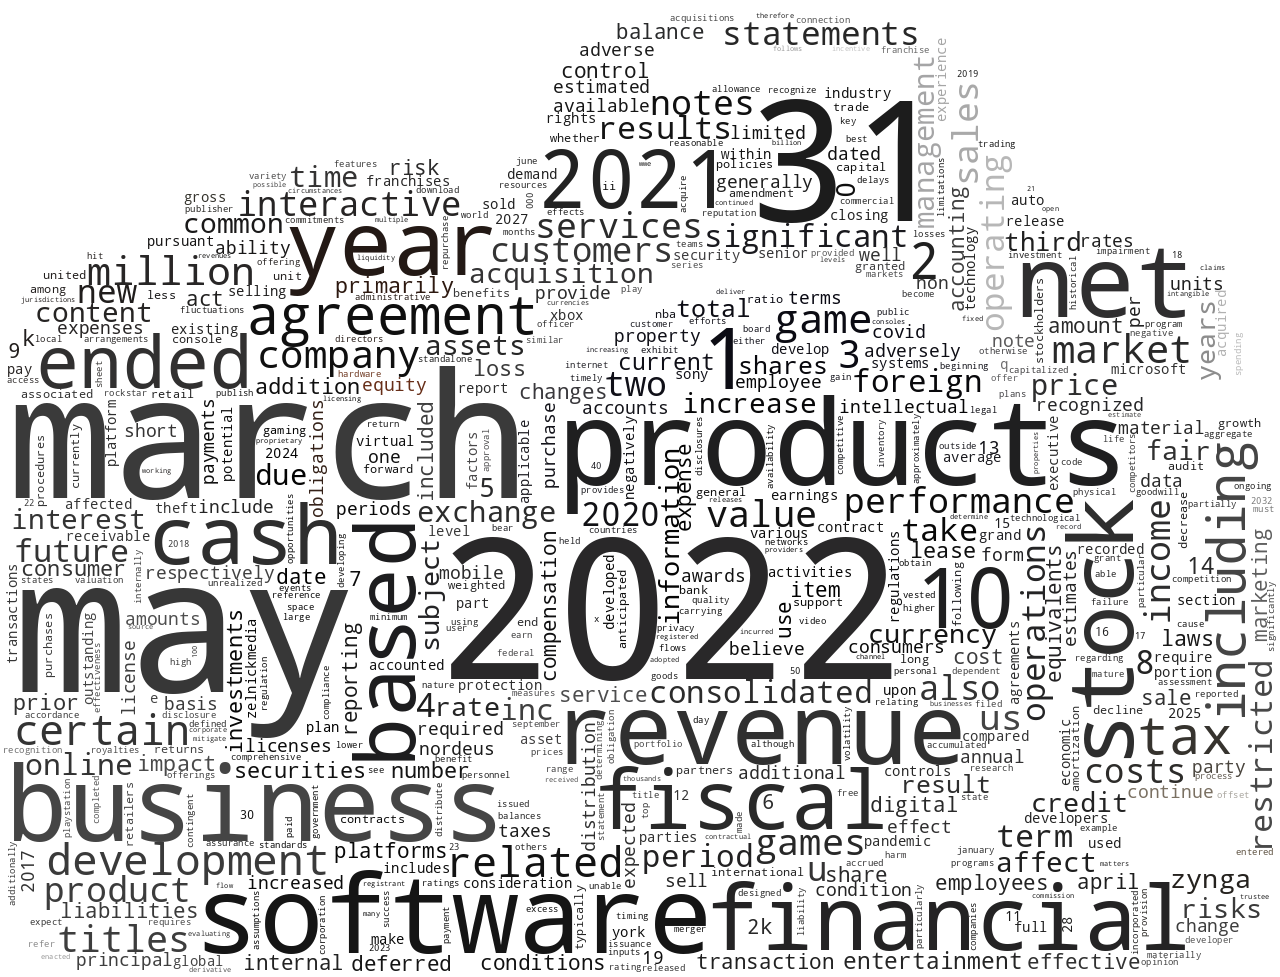 acquisitions therefore connection
balance statements
adverse follows incentive franchise
control
estimated
available notes
allowance recognize industry
trade
key
management
experience
2019
sales
rights
whether
results limited
reasonable billion best
31
dated
capital
delays
commercial
closing
0
limitations
trading
2021
www
ii
within
policies
generally
amendment
continued
reputation
acquire
june
demand
resources
000
effects
features
variety
possible
time
risk
franchises
circumstances
download
gross
publisher
interactive
sold
2027
months
world
commitments
multiple
common
year
liquidity
repurchase
services
customers
teams
security
series
significant
senior
provided
levels
well
granted
markets
2
losses
non
become
accounting
technology
operating
fixed
21
auto
open
release
third
rates
investment
impairment
18
historical
net
intangible
claims
units
pursuant
ability
hit
revenues
offering
unit
united
million
among
jurisdictions
new
less
act
selling
content
fluctuations
primarily
administrative
benefits
acquisition
provide
play
agreement
currencies
officer
xbox
similar
expenses
existing
console
k
local
arrangements
9
pay
access
ended
sheet
company
directors
standalone
assets
loss
hardware
addition
equity
licensing
report
changes
total
deliver
ratio
terms
nba
customer
efforts
property
board
either
increasing
exhibit
internet
timely
current
sony
two
1
game
public
consoles
covid
develop
3
shares
employee
gain
adversely
systems
beginning
foreign
otherwise
note
q
capitalized
offer
plans
stockholders
amount
per
program
negative
market
microsoft
years
acquired
spending
price
recognized
associated
rockstar
retail
publish
march
platform
short
procedures
currently
working
payments
potential
gaming
proprietary
2024
due
obligations
return
virtual
one
forward
included
factors
approval
5
applicable
purchase
accounts
increase
intellectual
legal
products
40
provides
negatively
disclosures
availability
competitive
inventory
approximately
outside
13
average
properties
executive
code
estimate
life
material
competitors
growth
aggregate
fair
audit
data
including
22
affected
theft
include
interest
receivable
cash
2018
opportunities
periods
exchange
level
bear
countries
2020
information
expense
general
earnings
value
various
networks
providers
contract
performance
determine
take
15
technological
record
grand
lease
form
physical
goodwill
partially
ongoing
2032
must
stock
recorded
grant
able
decrease
income
14
competition
section
particular
future
consumer
states
valuation
internally
respectively
unrealized
developing
date
events
reference
space
large
7
based
subject
mobile
weighted
part
minimum
using
user
end
earn
held
compensation
2022
x
developed
anticipated
awards
bank
quality
carrying
privacy
registered
flows
activities
item
support
use
video
incurred
regulations
obtain
vested
higher
10
following
operations
equivalents
estimates
failure
16
17
cause
laws
marketing
significantly
transactions
may
amounts
source
purchases
outstanding
effectiveness
license
high
100
investments
zelnickmedia
regulation
compliance
reporting
accounted
federal
nature
protection
adopted
goods
believe
50
currency
consumers
channel
long
personal
cost
dependent
agreements
regarding
mature
8
require
portion
assessment
prior
e
basis
accordance
disclosure
defined
corporate
mitigate
plan
4
rate
inc
measures
service
consolidated
upon
relating
also
businesses
filed
us
sale
reported
2025
decline
restricted
certain
recognition
royalties
returns
licenses
lower
comprehensive
required
nordeus
september
asset
prices
distribution
determining
obligation
revenue
portfolio
day
although
volatility
accumulated
compared
annual
research
economic
amortization
tax
online
impact
offerings
securities
see
number
benefit
personnel
range
received
thousands
partners
additional
controls
result
state
costs
party
process
continue
offset
business
playstation
completed
retailers
contingent
30
paid
government
contracts
distribute
issued
balances
taxes
statement
fiscal
title
top
12
made
6
free
digital
effect
credit
developers
example
term
used
entered
additionally
2017
development
assurance
standards
platforms
23
others
related
expected
parties
contractual
period
games
pandemic
harm
january
programs
affect
matters
product
flow
increased
includes
ratings
consideration
unable
sell
international
accrued
u
share
designed
condition
employees
commission
april
zynga
trustee
liabilities
expect
requires
titles
evaluating
assumptions
software
registrant
many
success
corporation
make
2023
payment
excess
typically
timing
york
issuance
inputs
merger
2k
liability
financial
particularly
companies
11
full
28
incorporated
provision
risks
change
developer
materially
opinion
refer
enacted
principal
global
derivative
internal
deferred
conditions
rating
19
released
transaction
entertainment
effective